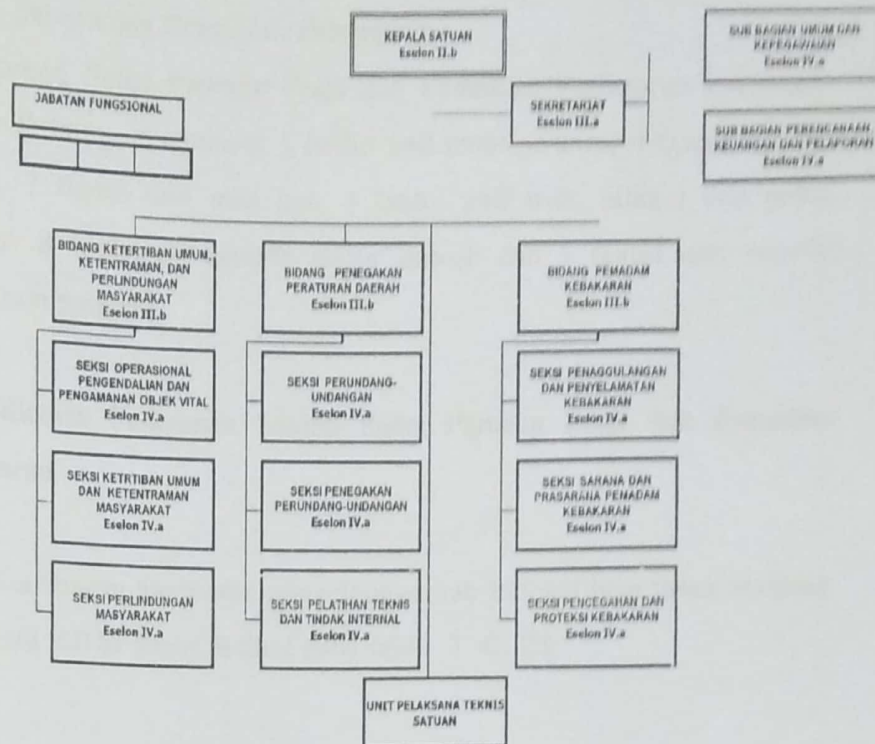 KEPALA SATUAN
Eselon II.b
SUB BAGIAN UMUM DAN
KEPEGAWAIAN
Eselon IV.a
JABATAN FUNGSIONAL
SEKRETARIAT
Eselon III.a
SUB BAGIAN PERENCANAAN
KEUANGAN DAN PELAPORAN
Eselon IV.a
BIDANG KETERTIBAN UMUM,
KETENTRAMAN, DAN
PERLINDUNGAN
MASYARAKAT
Eselon III.b
BIDANG PENEGAKAN
PERATURAN DAERAH
Eselon III.b
BIDANG PEMADAM
KEBAKARAN
Eselon III.b
SEKSI OPERASIONAL
PENGENDALIAN DAN
PENGAMANAN OBJEK VITAL
Eselon IV.a
SEKSI PERUNDANG-
UNDANGAN
Eselon IV.a
SEKSI PENAGGULANGAN
DAN PENYELAMATAN
KEBAKARAN
Eselon IV.a
SEKSI KETRTIBAN UMUM
DAN KETENTRAMAN
MASYARAKAT
Eselon IV.a
SEKSI PENEGAKAN
PERUNDANG-UNDANGAN
Eselon IV.a
SEKSI SARANA DAN
PRASARANA PEMADAM
KEBAKARAN
Eselon IV.a
SEKSI PERLINDUNGAN
MASYARAKAT
Eselon IV.a
SEKSI PELATIHAN TEKNIS
DAN TINDAK INTERNAL
Eselon IV.a
SEKSI PENCEGAHAN DAN
PROTEKSI KEBAKARAN
Eselon IV.a
UNIT PELAKSANA TEKNIS
SATUAN